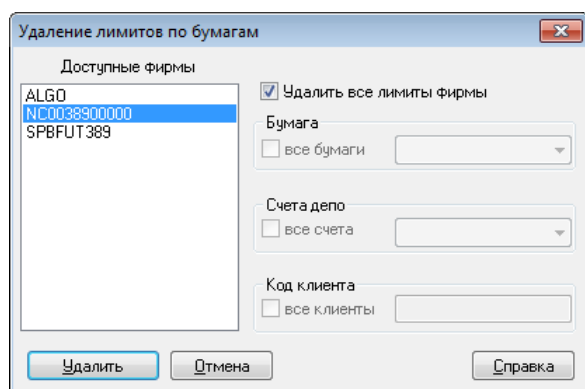 Удаление лимитов по бумагам
Доступные фирмы
ALGO
NC0038900000
SPBFUT389
Удалить все лимиты фирмы
Бумага
все бумаги
Счета депо
все счета
Код клиента
все клиенты
Удалить
Отмена
Справка